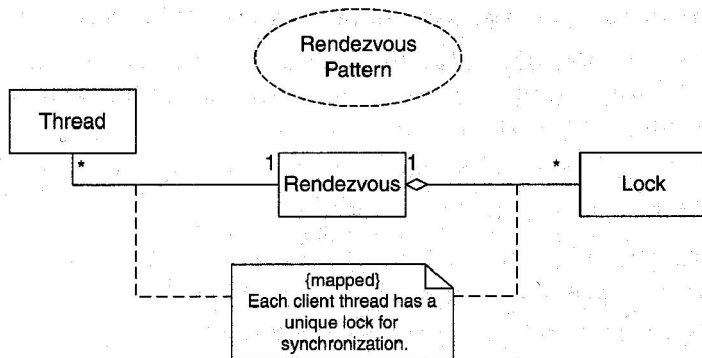 Rendezvous
Pattern
Thread
*
1
Rendezvous
1
*
Lock
{mapped}
Each client thread has a
unique lock for
synchronization.